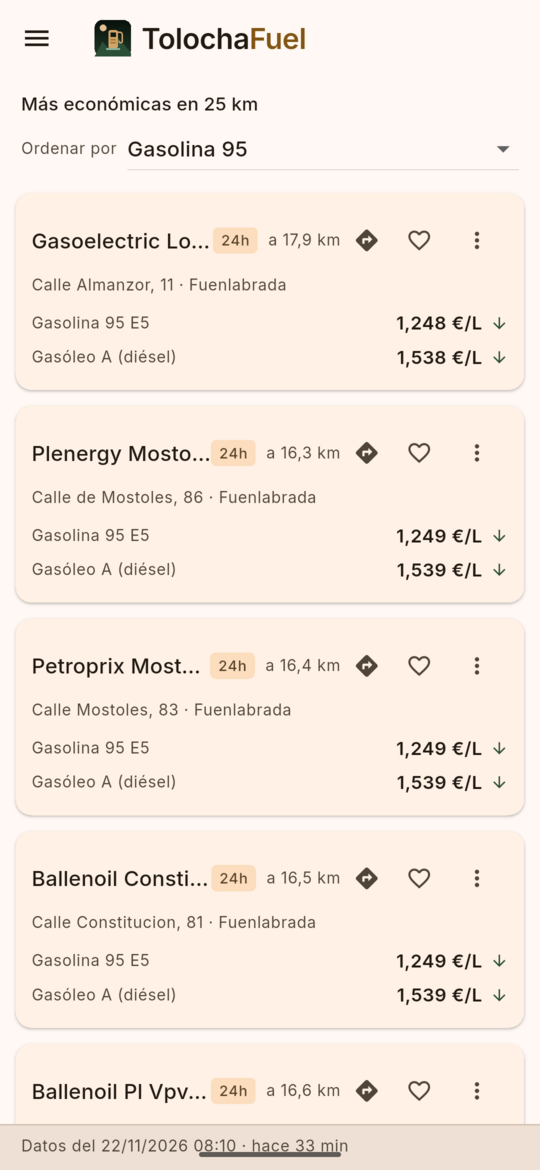 TolochaFuel
Más económicas en 25 km
Ordenar por Gasolina 95
Gasoelectric Lo... 24h a 17,9 km
Calle Almanzor, 11 · Fuenlabrada
Gasolina 95 E5 1,248 €/L ↓
Gasóleo A (diésel) 1,538 €/L ↓
Plenergy Mosto... 24h a 16,3 km
Calle de Mostoles, 86 · Fuenlabrada
Gasolina 95 E5 1,249 €/L ↓
Gasóleo A (diésel) 1,539 €/L ↓
Petroprix Most... 24h a 16,4 km
Calle Mostoles, 83 · Fuenlabrada
Gasolina 95 E5 1,249 €/L ↓
Gasóleo A (diésel) 1,539 €/L ↓
Ballenoil Consti... 24h a 16,5 km
Calle Constitucion, 81 · Fuenlabrada
Gasolina 95 E5 1,249 €/L ↓
Gasóleo A (diésel) 1,539 €/L ↓
Ballenoil Pl Vpv... 24h a 16,6 km
Datos del 22/11/2026 08:10 · hace 33 min